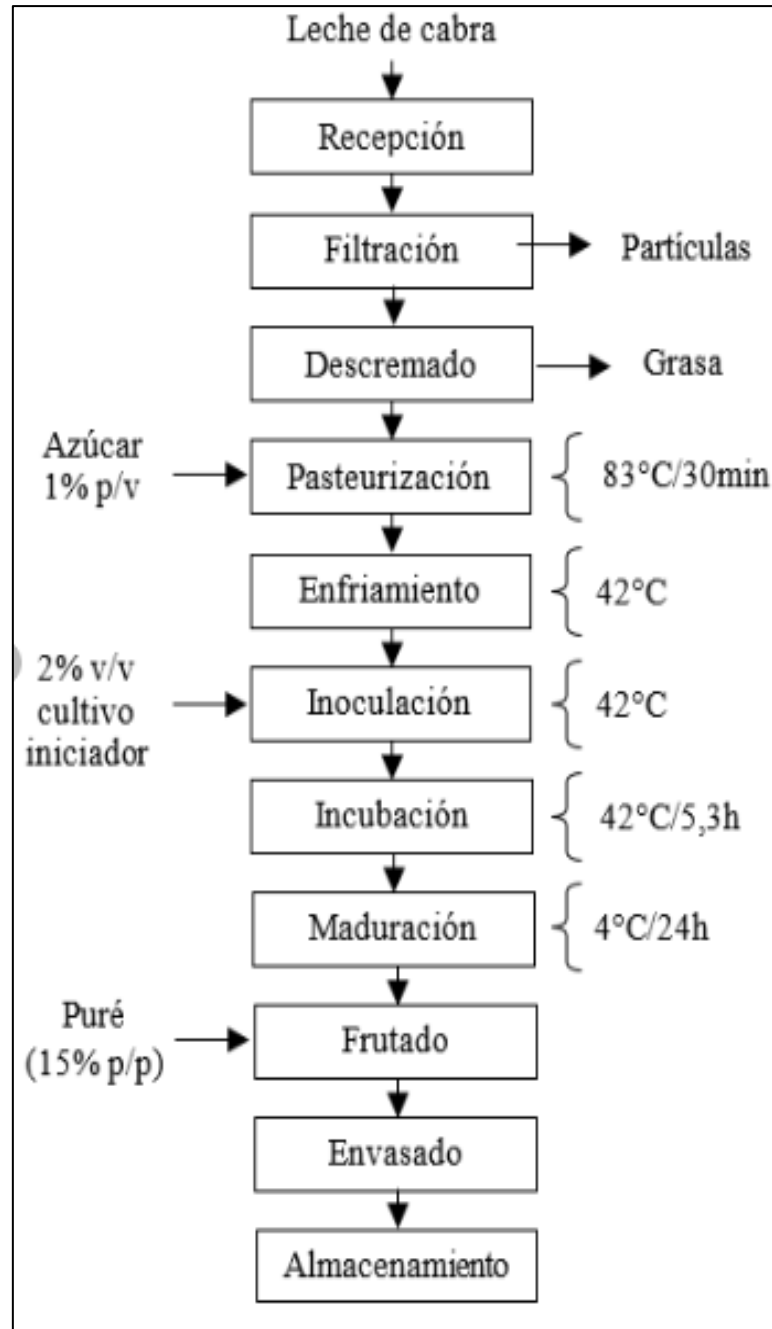 Leche de cabra
Recepción
Filtración
Partículas
Descremado
Grasa
Azúcar
1% p/v
Pasteurización
83°C/30min
Enfriamiento
42°C
2% v/v
cultivo
iniciador
Inoculación
42°C
Incubación
42°C/5,3h
Maduración
4°C/24h
Puré
(15% p/p)
Frutado
Envasado
Almacenamiento